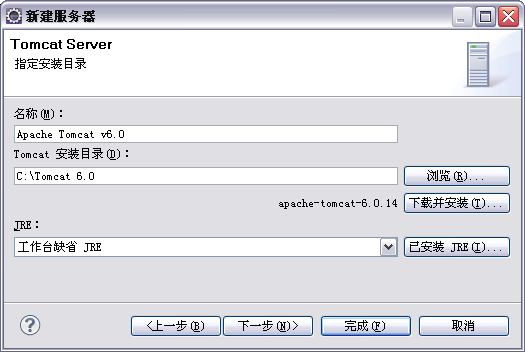 新建服务器
Tomcat Server
指定安装目录
名称(M)：
Apache Tomcat v6.0
Tomcat 安装目录(D)：
C:\Tomcat 6.0
浏览(R)...
apache-tomcat-6.0.14
下载并安装(T)...
JRE：
工作台缺省 JRE
已安装 JRE(I)...
?
<上一步(B)
下一步(N)>
完成(F)
取消